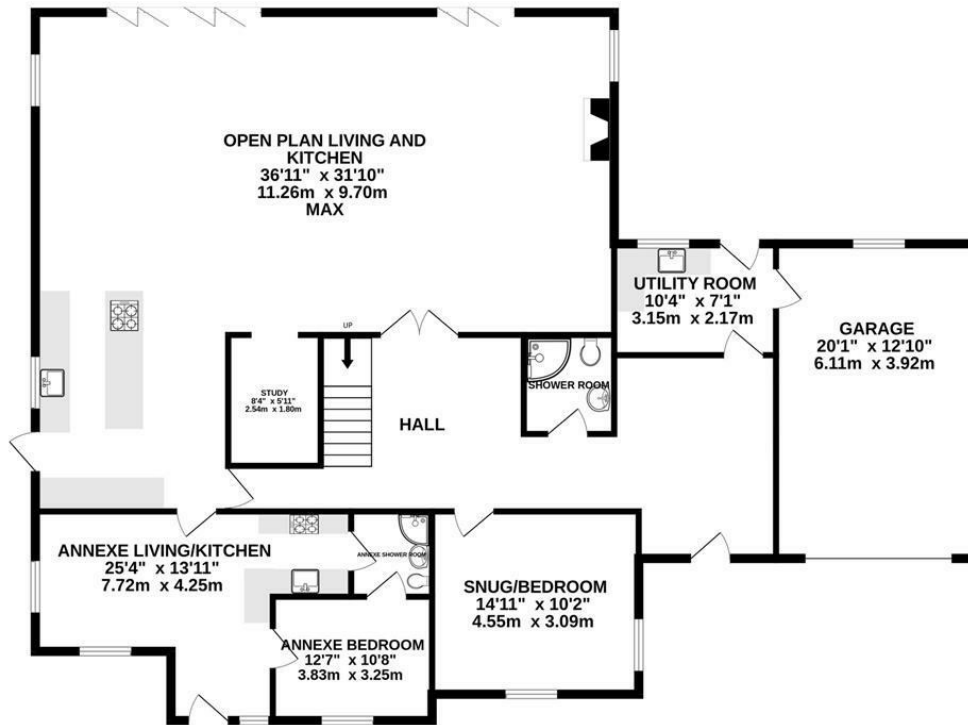 OPEN PLAN LIVING AND
KITCHEN
36'11" x 31'10"
11.26m x 9.70m
MAX
UTILITY ROOM
10'4" x 7'1"
3.15m x 2.17m
GARAGE
20'1" x 12'10"
6.11m x 3.92m
UP
STUDY
8'4" x 5'11"
2.54m x 1.80m
HALL
SHOWER ROOM
ANNEXE LIVING/KITCHEN
25'4" x 13'11"
7.72m x 4.25m
ANNEXE SHOWER ROOM
SNUG/BEDROOM
14'11" x 10'2"
4.55m x 3.09m
ANNEXE BEDROOM
12'7" x 10'8"
3.83m x 3.25m